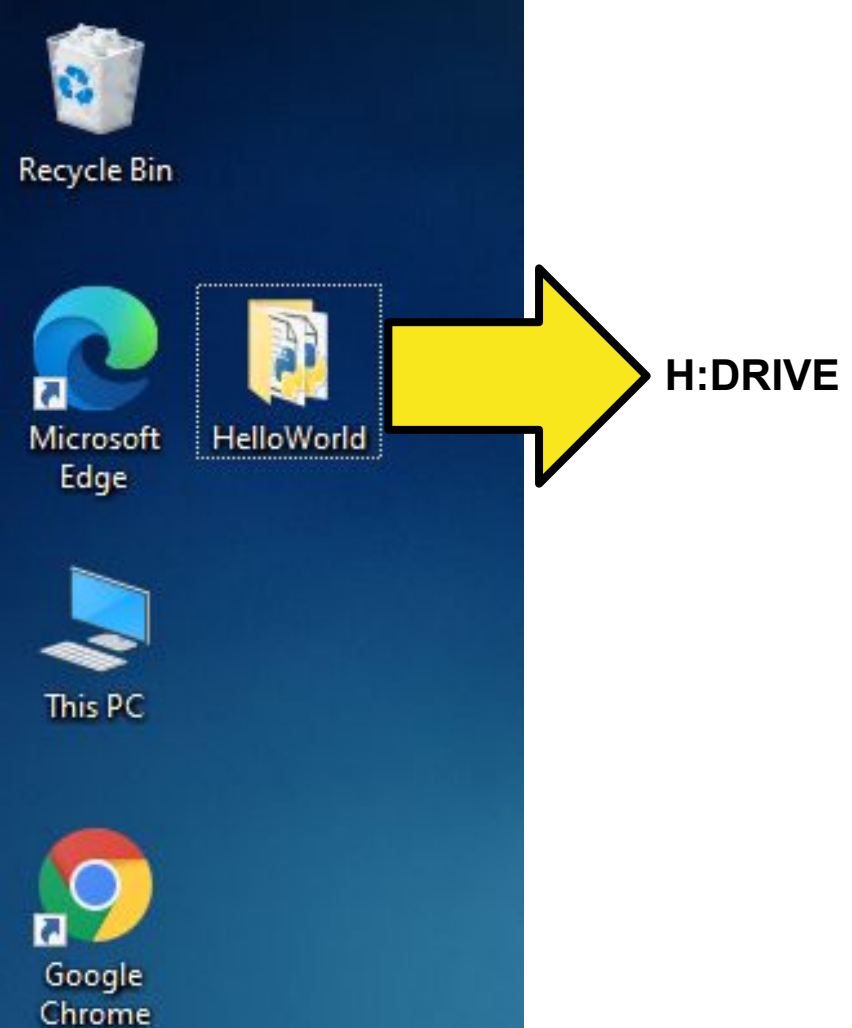 Recycle Bin
Microsoft
Edge
HelloWorld
H:DRIVE
This PC
Google
Chrome